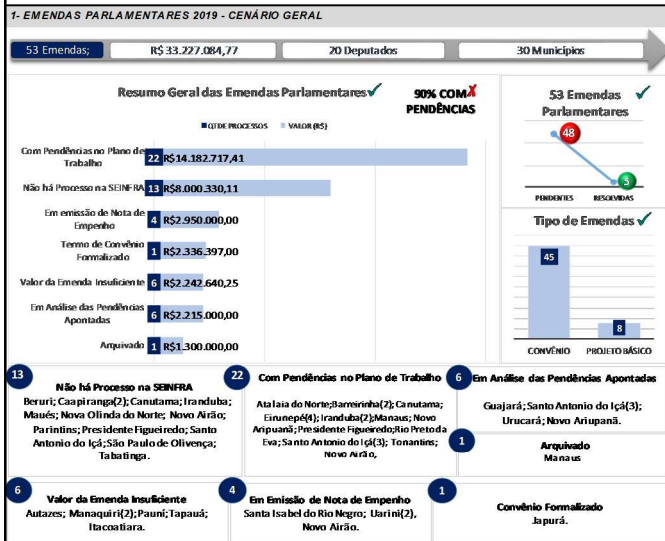 1- EMENDAS PARLAMENTARES 2019 - CENÁRIO GERAL
53 Emendas;
R$ 33.227.084,77
20 Deputados
30 Municípios
Resumo Geral das Emendas Parlamentares
90% COM
PENDÊNCIAS
QTDE PROCESSOS
VALOR (R$)
Com Pendências no Plano de
Trabalho
22 R$14.182.717,41
Não há Processo na SEINFRA 13 R$8.000.330,11
Em emissão de Nota de
Empenho
4 R$2.950.000,00
Termo de Convênio
Formalizado
1 R$2.336.397,00
Valor da Emenda Insuficiente 6 R$2.242.640,25
Em Análise das Pendências
Apontadas
6 R$2.215.000,00
Arquivado 1 R$1.300.000,00
53 Emendas
Parlamentares
48
5
PENDENTES
RESOLVIDAS
Tipo de Emendas
45
8
CONVÊNIO
PROJETO BÁSICO
13
Não há Processo na SEINFRA
Beruri; Caapiranga(2); Canutama; Iranduba;
Maués; Nova Olinda do Norte; Novo Airão;
Parintins; Presidente Figueiredo; Santo
Antonio do Içá; São Paulo de Olivença;
Tabatinga.
22
Com Pendências no Plano de Trabalho
Atalaia do Norte; Barreirinha(2); Canutama;
Eirunepé(4); Iranduba(2); Manaus; Novo
Aripuanã; Presidente Figueiredo; Rio Preto da
Eva; Santo Antonio do Içá(3); Tonantins;
Novo Airão,
6
Em Análise das Pendências Apontadas
Guajará; Santo Antonio do Içá(3);
Urucará; Novo Ariupanã.
1
Arquivado
Manaus
6
Valor da Emenda Insuficiente
Autazes; Manaquiri(2); Pauní; Tapauá;
Itacoatiara.
4
Em Emissão de Nota de Empenho
Santa Isabel do Rio Negro; Uarini(2),
Novo Airão.
1
Convênio Formalizado
Japurá.